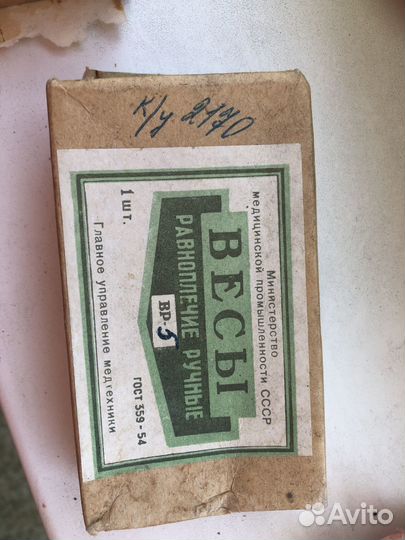 к/у 2170
Министерство
медицинской промышленности СССР
ВЕСЫ
РАВНОПЛЕЧИЕ РУЧНЫЕ
ВР-5
1 шт.
ГОСТ 359-54
Главное управление медтехники
Avito